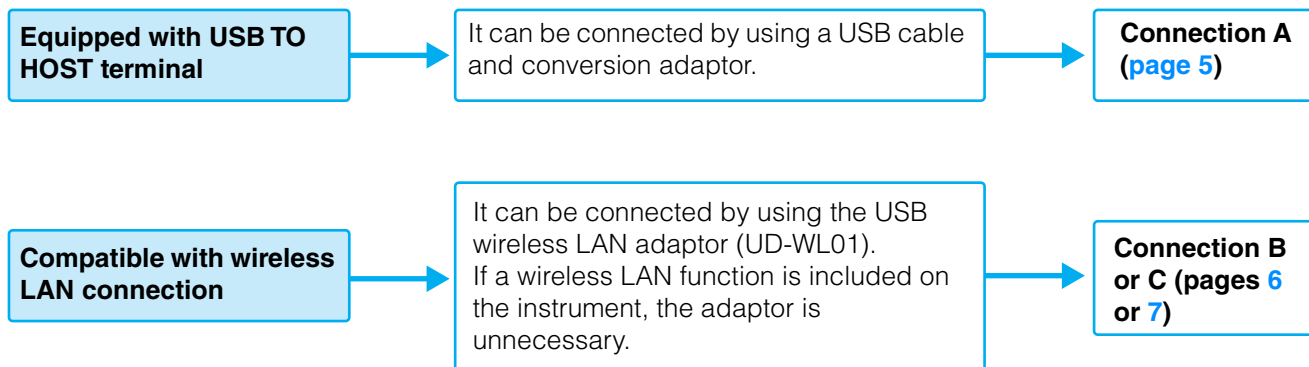 Equipped with USB TO
HOST terminal
It can be connected by using a USB cable
and conversion adaptor.
Connection A
(page 5)
Compatible with wireless
LAN connection
It can be connected by using the USB
wireless LAN adaptor (UD-WL01).
If a wireless LAN function is included on
the instrument, the adaptor is
unnecessary.
Connection B
or C (pages 6
or 7)